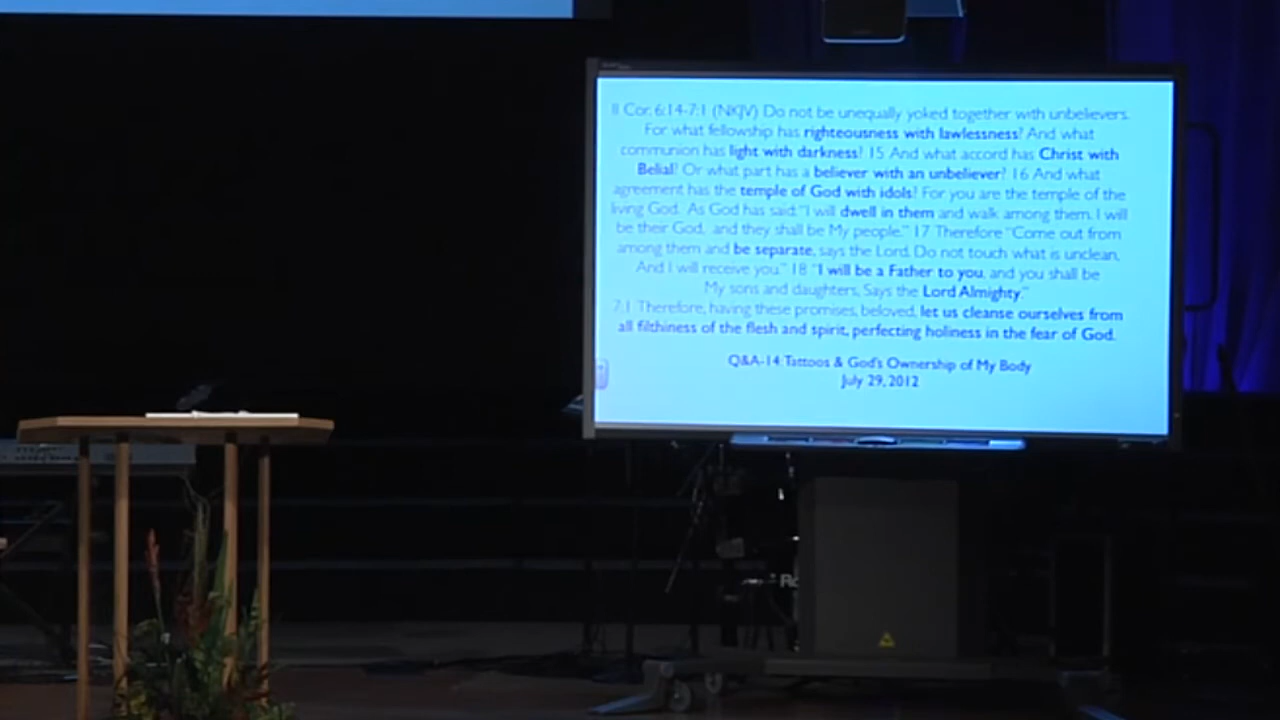 II Cor. 6:14-7:1 (NKJV) Do not be unequally yoked together with unbelievers.
For what fellowship has righteousness with lawlessness? And what
communion has light with darkness? 15 And what accord has Christ with
Belial? Or what part has a believer with an unbeliever? 16 And what
agreement has the temple of God with idols? For you are the temple of the
living God. As God has said: "I will dwell in them and walk among them. I will
be their God, and they shall be My people." 17 Therefore "Come out from
among them and be separate, says the Lord. Do not touch what is unclean,
And I will receive you." 18 "I will be a Father to you, and you shall be
My sons and daughters, Says the Lord Almighty."
7:1 Therefore, having these promises, beloved, let us cleanse ourselves from
all filthiness of the flesh and spirit, perfecting holiness in the fear of God.
Q&A-14: Tattoos & God's Ownership of My Body
July 29, 2012